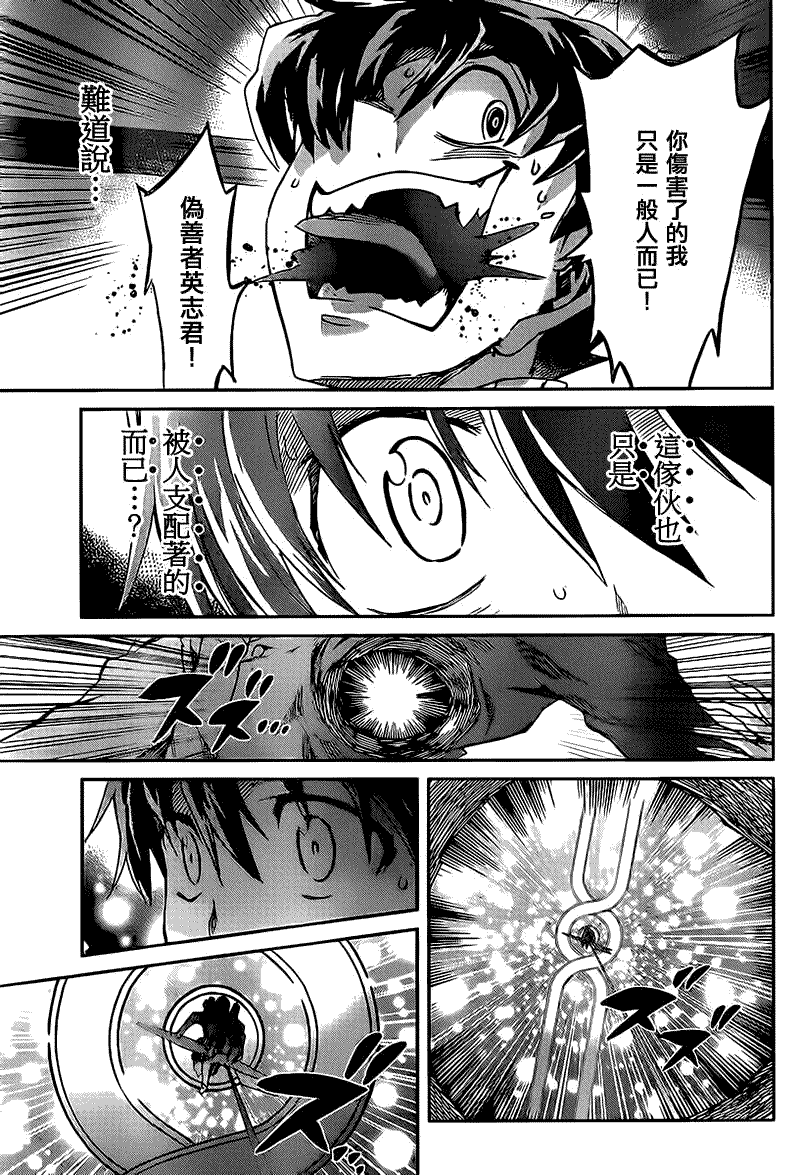 你傷害了的我
只是一般人而已！
偽善者英志君！
難道說…
這傢伙也
只是
被人支配著的
而已…？
ズズ…
ズズ
ズズ